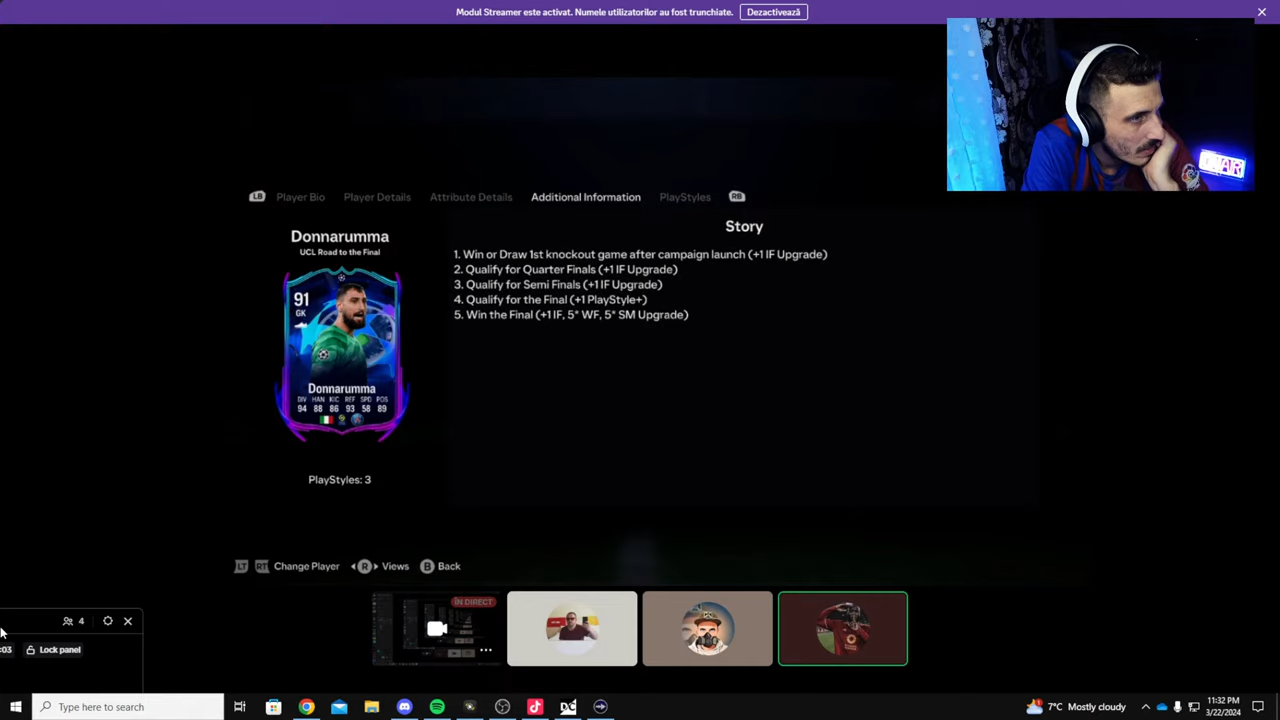 Modul Streamer este activat. Numele utilizatorilor au fost trunchiate. Dezactivează
LB Player Bio Player Details Attribute Details Additional Information PlayStyles RB
Donnarumma
UCL Road to the Final
91
GK
Donnarumma
DIV HAN KIC REF SPD POS
94 88 86 93 58 89
PlayStyles: 3
Story
1. Win or Draw 1st knockout game after campaign launch (+1 IF Upgrade)
2. Qualify for Quarter Finals (+1 IF Upgrade)
3. Qualify for Semi Finals (+1 IF Upgrade)
4. Qualify for the Final (+1 PlayStyle+)
5. Win the Final (+1 IF, 5* WF, 5* SM Upgrade)
LT RT Change Player R Views B Back
ÎN DIRECT
4
:03 Lock panel
Type here to search
7°C Mostly cloudy
11:32 PM
3/22/2024